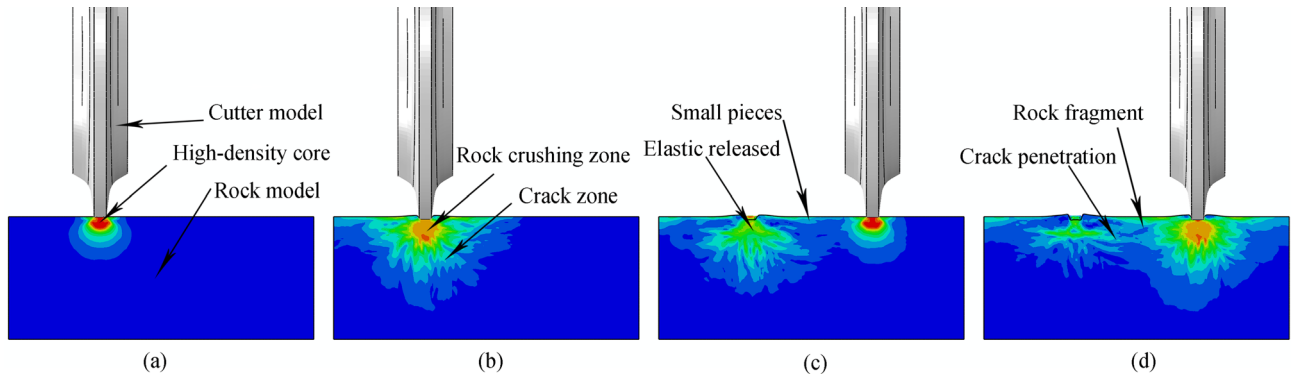 Cutter model
High-density core
Rock model
(a)
Rock crushing zone
Crack zone
(b)
Small pieces
Elastic released
(c)
Rock fragment
Crack penetration
(d)